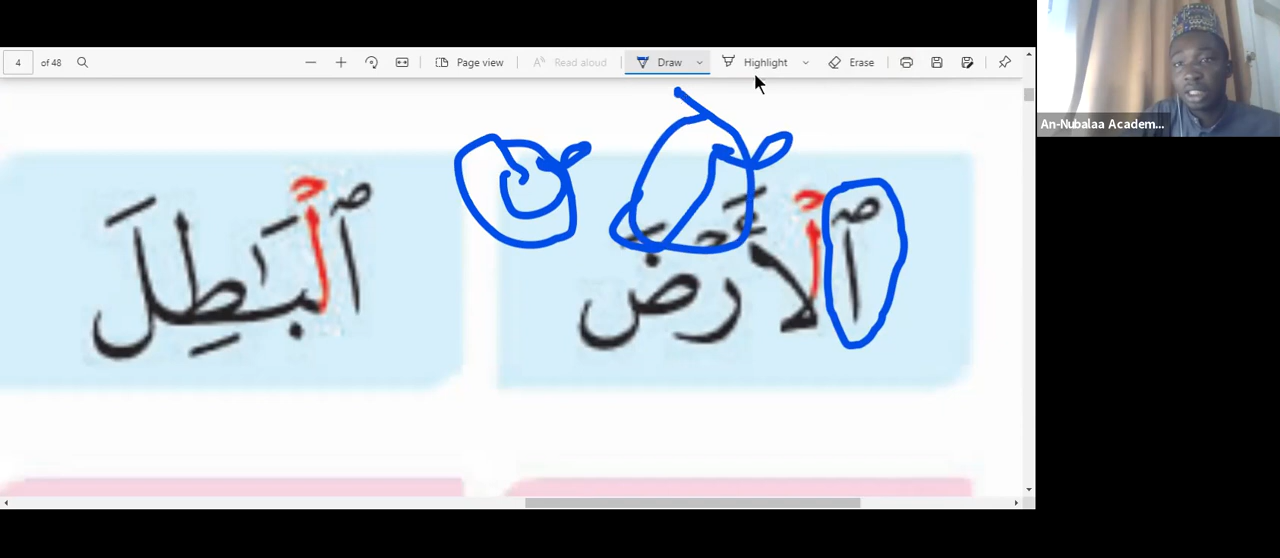 4 of 48 Page view Read aloud Draw Highlight Erase
An-Nubalaa Academ...
ٱلْأَرْضَ ٱلْبَـٰطِلَ